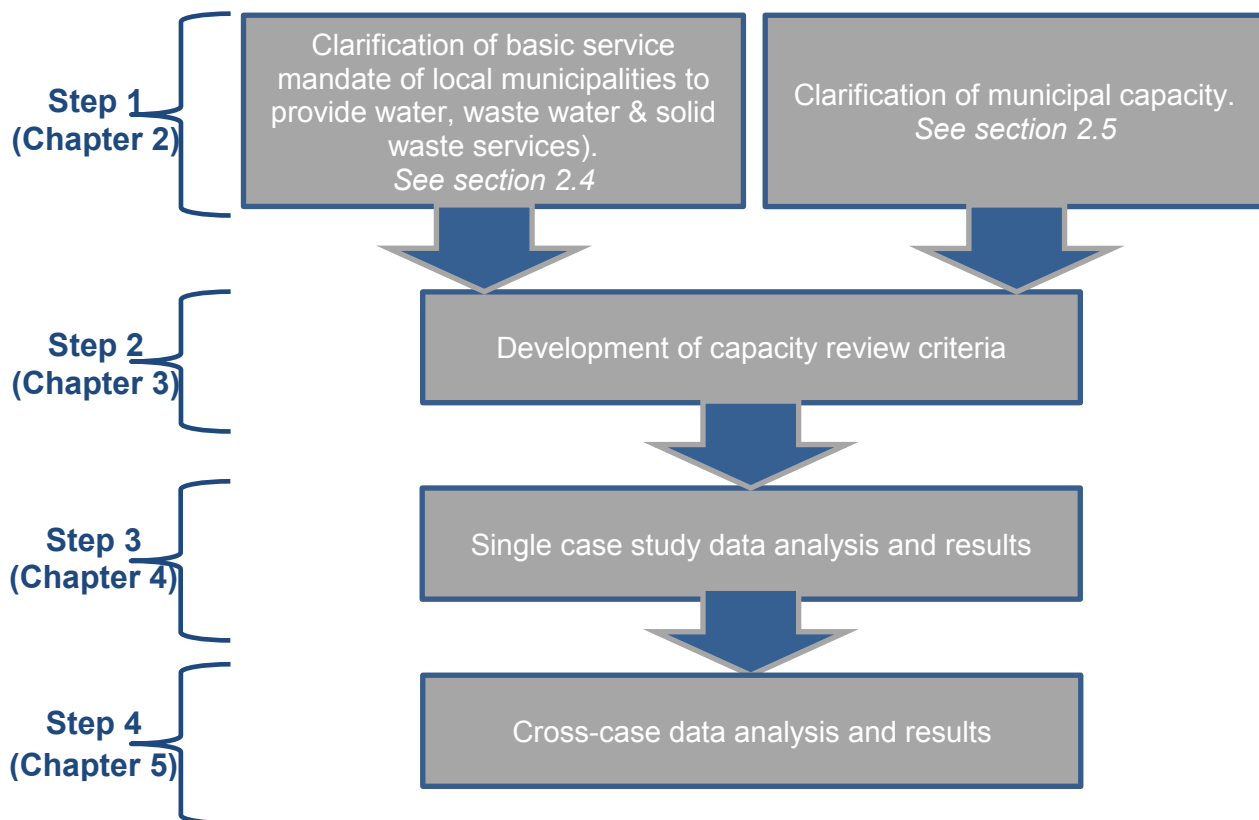 Step 1
(Chapter 2)
Clarification of basic service
mandate of local municipalities to
provide water, waste water & solid
waste services).
See section 2.4
Clarification of municipal capacity.
See section 2.5
Step 2
(Chapter 3)
Development of capacity review criteria
Step 3
(Chapter 4)
Single case study data analysis and results
Step 4
(Chapter 5)
Cross-case data analysis and results